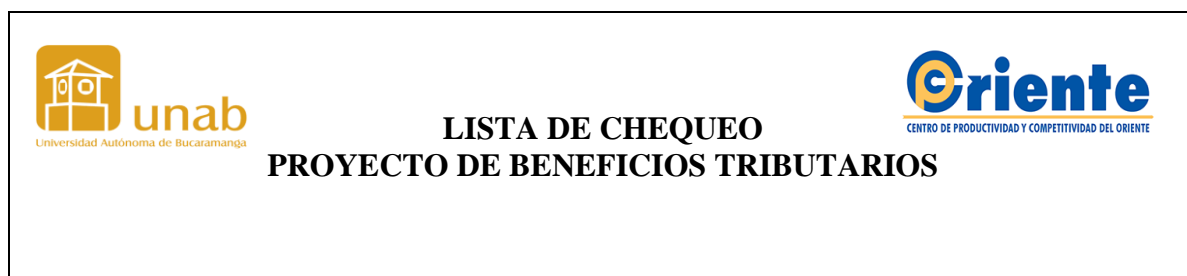 unab
Universidad Autónoma de Bucaramanga
Oriente
CENTRO DE PRODUCTIVIDAD Y COMPETITIVIDAD DEL ORIENTE
LISTA DE CHEQUEO
PROYECTO DE BENEFICIOS TRIBUTARIOS